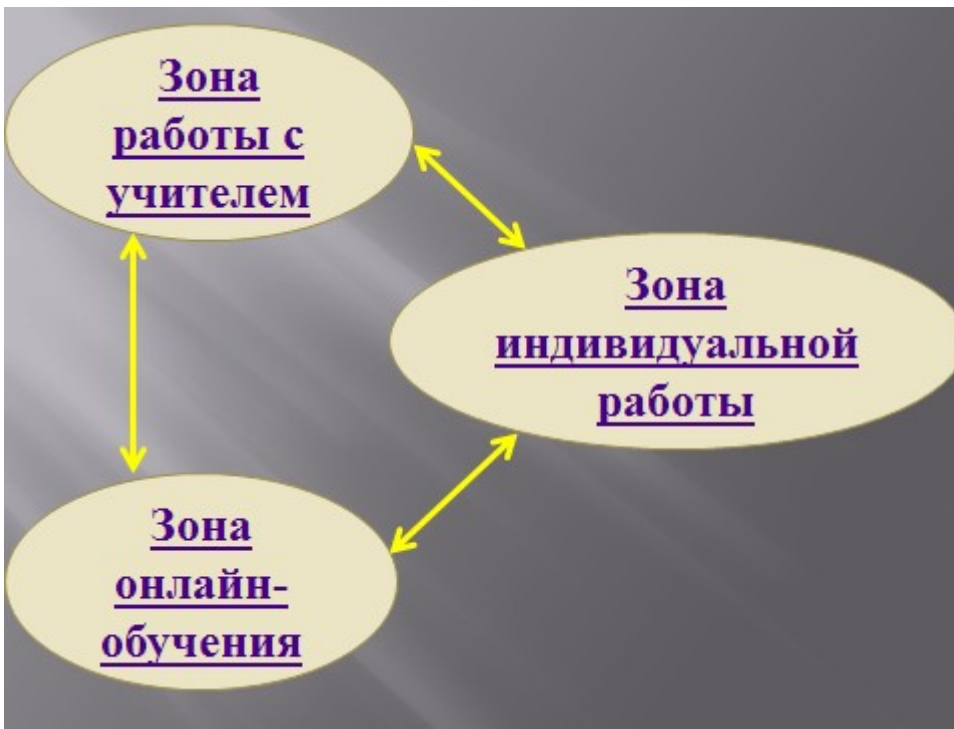 Зона
работы с
учителем
Зона
индивидуальной
работы
Зона
онлайн-
обучения